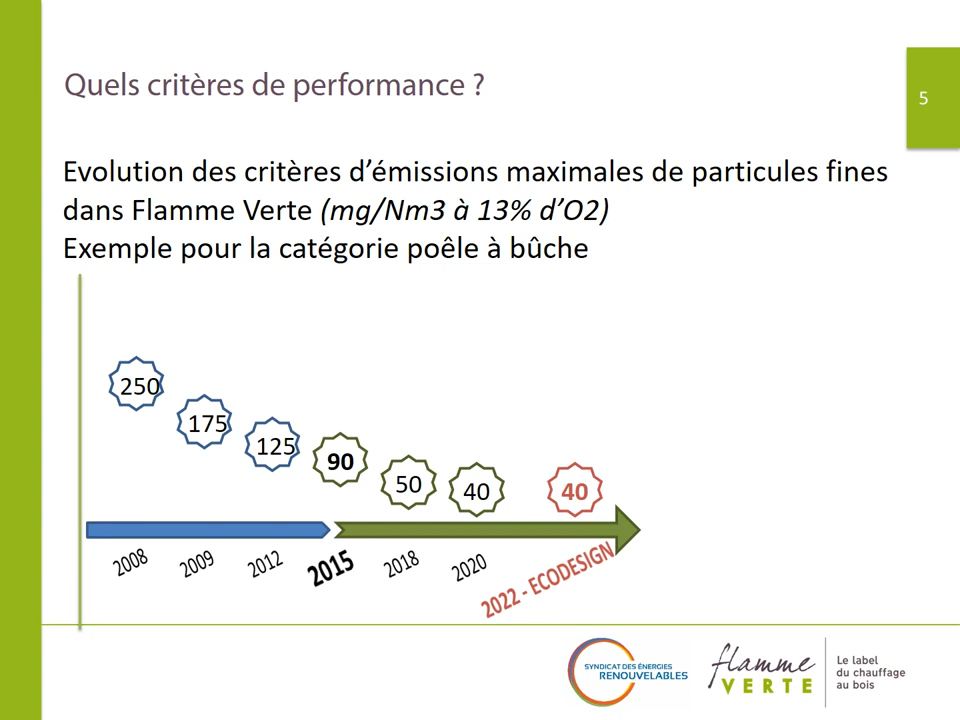 Quels critères de performance ?
5
Evolution des critères d’émissions maximales de particules fines
dans Flamme Verte (mg/Nm3 à 13% d’O2)
Exemple pour la catégorie poêle à bûche
250
175
125
90
50
40
40
2008
2009
2012
2015
2018
2020
2022 - ECODESIGN
SYNDICAT DES ÉNERGIES
RENOUVELABLES
flamme
VERTE
Le label
du chauffage
au bois